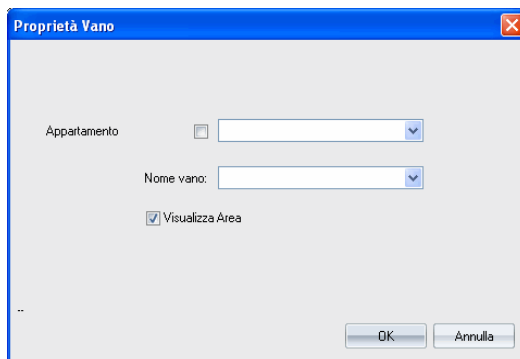 Proprietà Vano
Appartamento
Nome vano:
Visualizza Area
--
OK Annulla